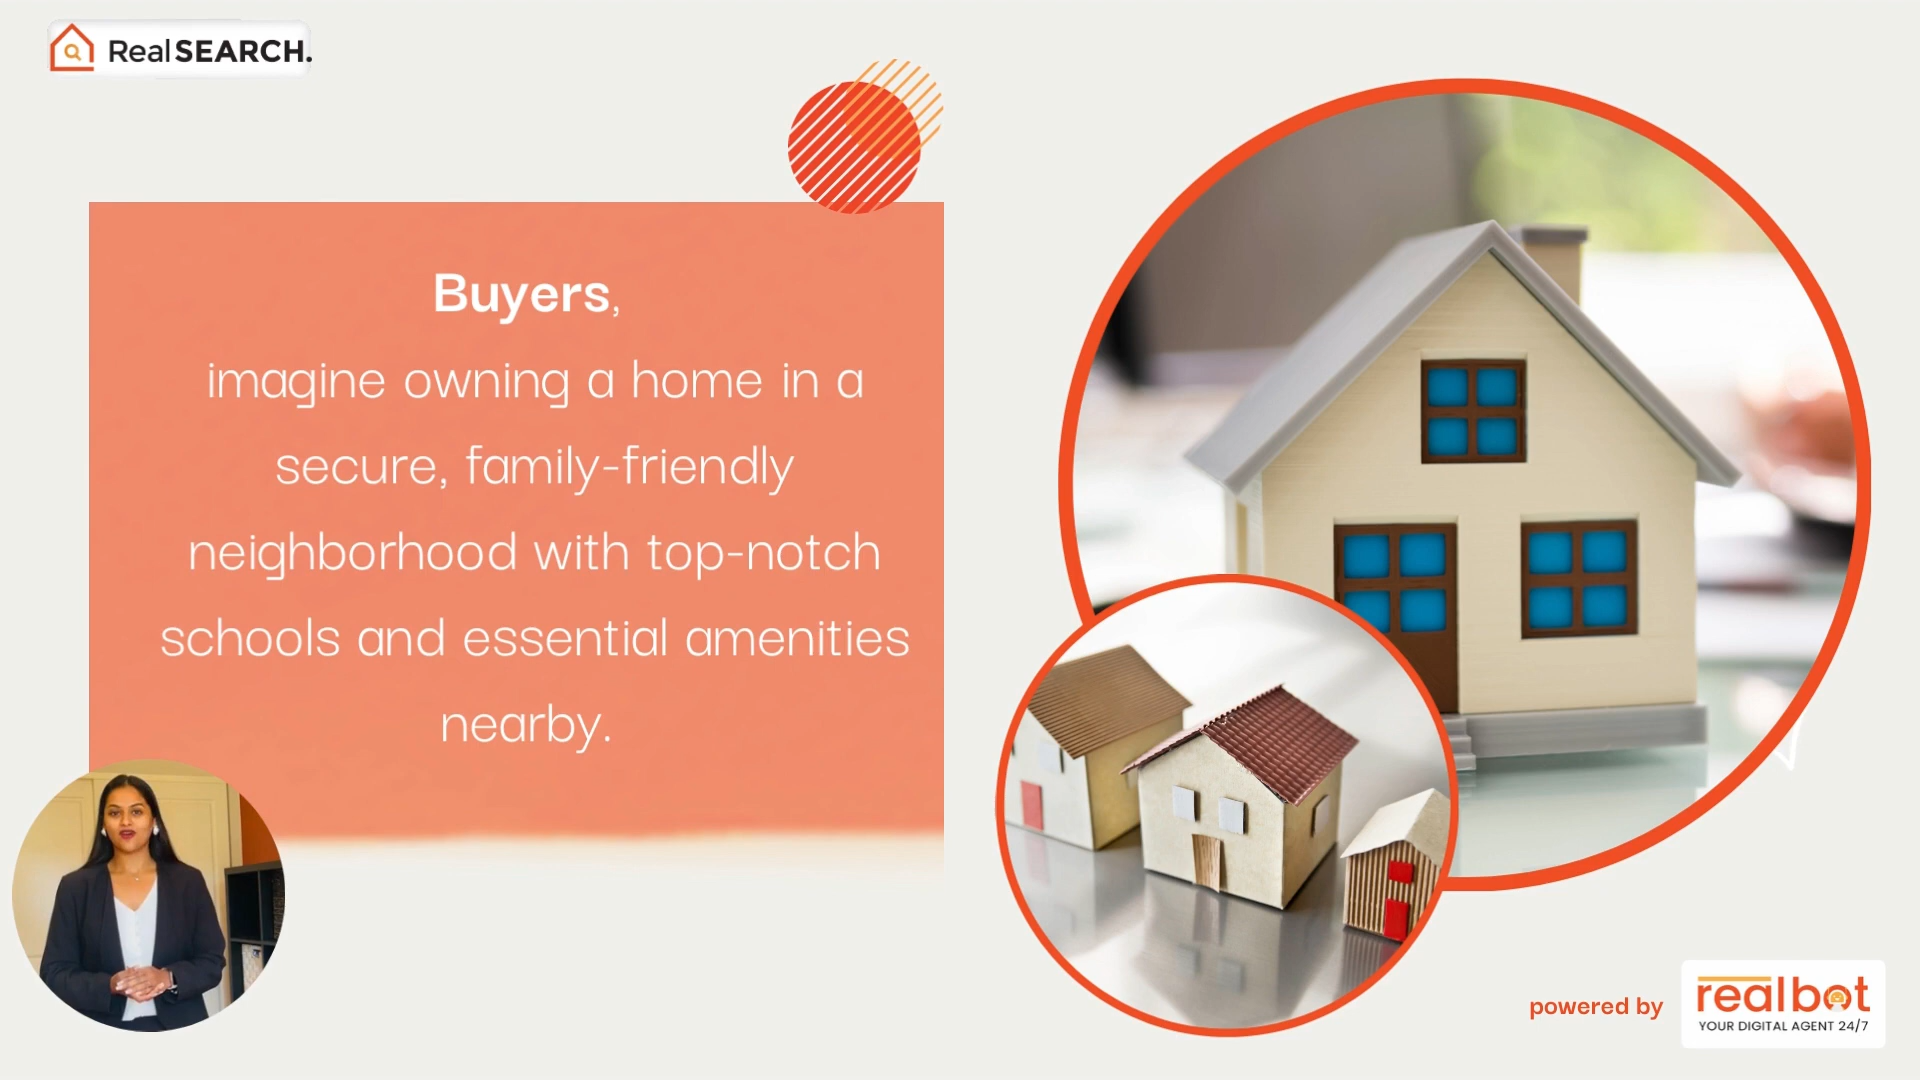 RealSEARCH.
Buyers,
imagine owning a home in a
secure, family-friendly
neighborhood with top-notch
schools and essential amenities
nearby.
powered by
realbot
YOUR DIGITAL AGENT 24/7